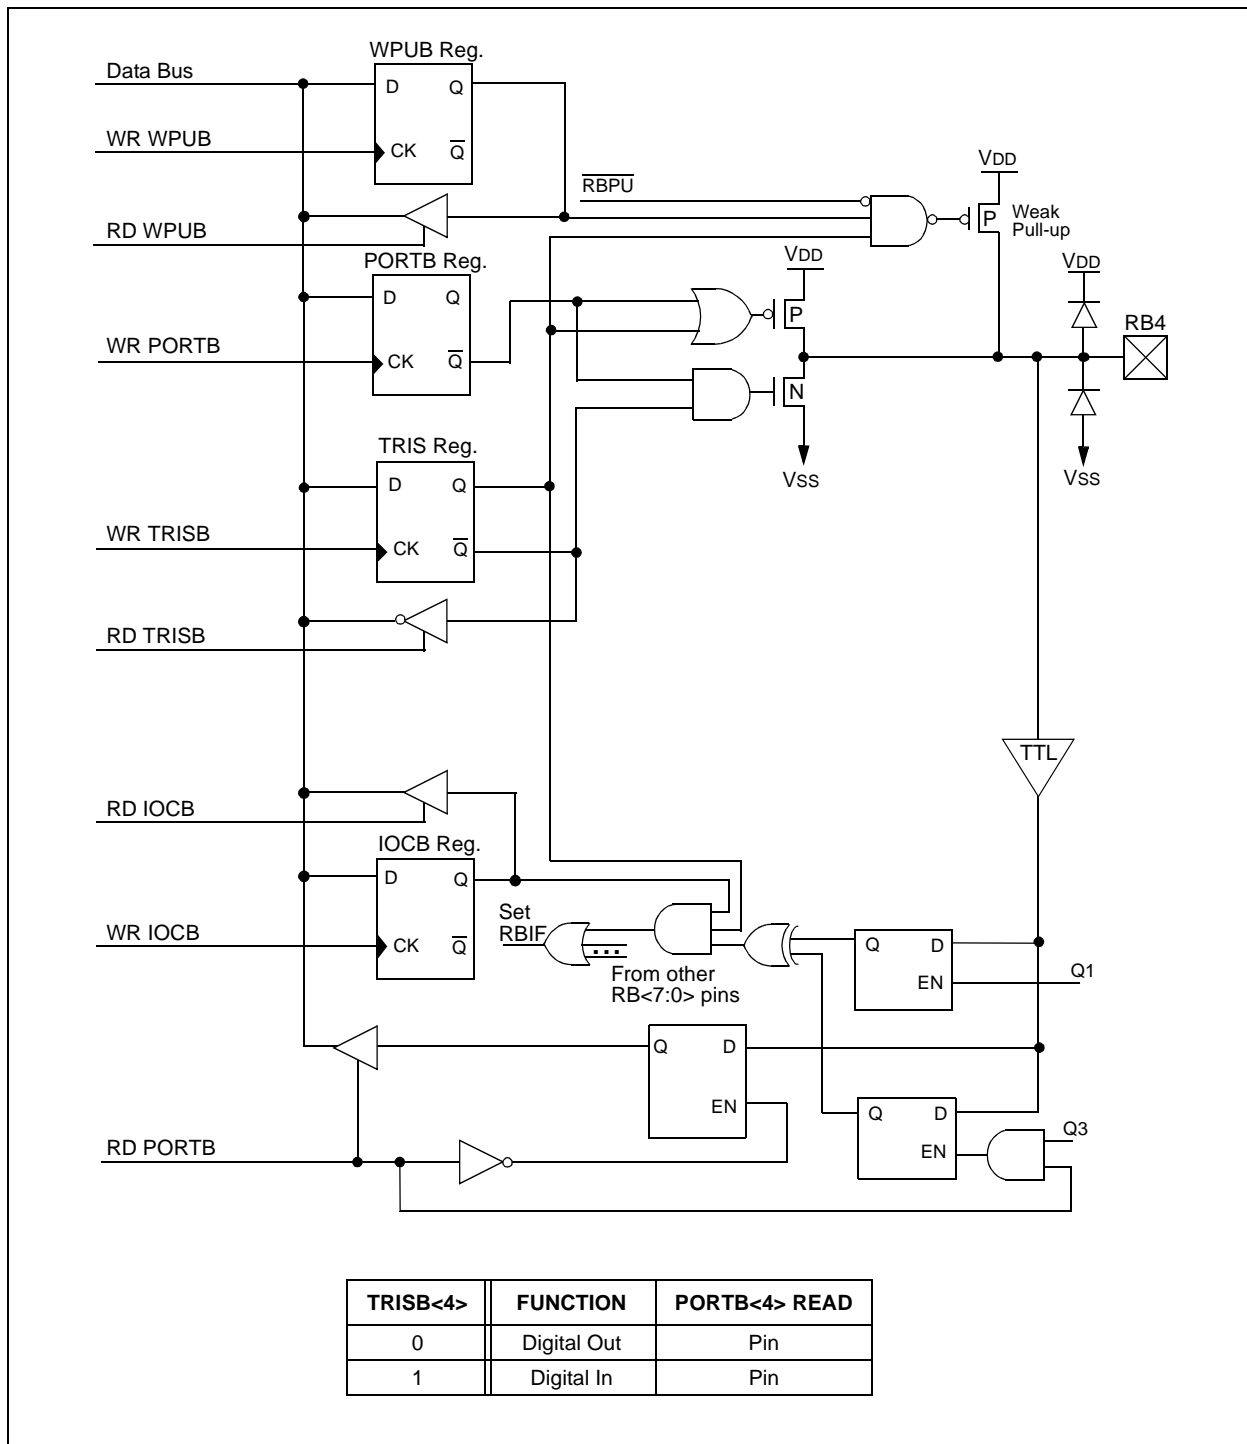 WPUB Reg.
Data Bus
D Q
WR WPUB
CK Q̅
VDD
R̅B̅P̅U̅
P Weak
Pull-up
RD WPUB
PORTB Reg.
VDD
VDD
D Q
P
RB4
WR PORTB
CK Q̅
N
TRIS Reg.
VSS
VSS
D Q
WR TRISB
CK Q̅
RD TRISB
TTL
RD IOCB
IOCB Reg.
D Q
Set
RBIF
WR IOCB
CK Q̅
...
From other
RB<7:0> pins
Q D
EN
Q1
Q D
EN
Q D
EN
Q3
RD PORTB
TRISB<4> FUNCTION PORTB<4> READ
0 Digital Out Pin
1 Digital In Pin